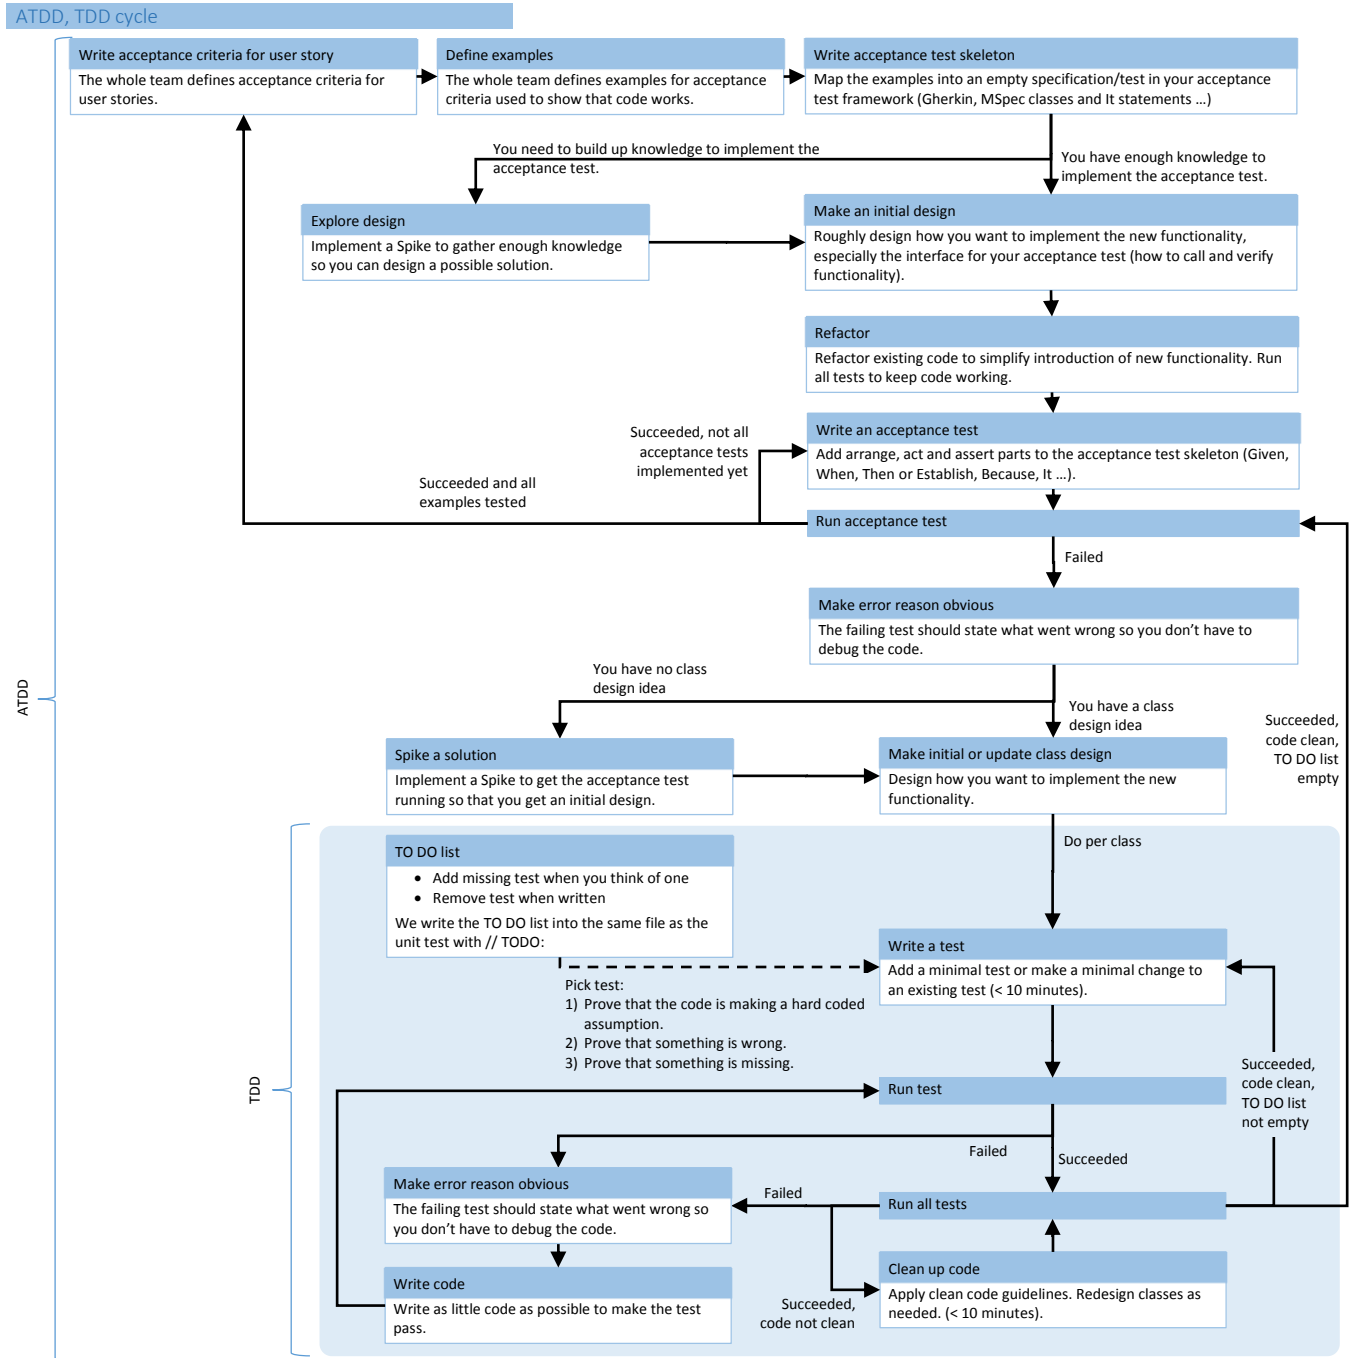 ATDD, TDD cycle
Write acceptance criteria for user story
The whole team defines acceptance criteria for
user stories.
Define examples
The whole team defines examples for acceptance
criteria used to show that code works.
Write acceptance test skeleton
Map the examples into an empty specification/test in your acceptance
test framework (Gherkin, MSpec classes and It statements …)
You need to build up knowledge to implement the
acceptance test.
You have enough knowledge to
implement the acceptance test.
Explore design
Implement a Spike to gather enough knowledge
so you can design a possible solution.
Make an initial design
Roughly design how you want to implement the new functionality,
especially the interface for your acceptance test (how to call and verify
functionality).
Refactor
Refactor existing code to simplify introduction of new functionality. Run
all tests to keep code working.
Write an acceptance test
Add arrange, act and assert parts to the acceptance test skeleton (Given,
When, Then or Establish, Because, It …).
Succeeded, not all
acceptance tests
implemented yet
Succeeded and all
examples tested
Run acceptance test
Failed
Make error reason obvious
The failing test should state what went wrong so you don’t have to
debug the code.
You have no class
design idea
You have a class
design idea
Succeeded,
code clean,
TO DO list
empty
ATDD
Spike a solution
Implement a Spike to get the acceptance test
running so that you get an initial design.
Make initial or update class design
Design how you want to implement the new
functionality.
Do per class
TO DO list
• Add missing test when you think of one
• Remove test when written
We write the TO DO list into the same file as the
unit test with // TODO:
Write a test
Add a minimal test or make a minimal change to
an existing test (< 10 minutes).
Pick test:
1) Prove that the code is making a hard coded
assumption.
2) Prove that something is wrong.
3) Prove that something is missing.
TDD
Succeeded,
code clean,
TO DO list
not empty
Run test
Failed
Succeeded
Make error reason obvious
The failing test should state what went wrong so
you don’t have to debug the code.
Failed
Run all tests
Write code
Write as little code as possible to make the test
pass.
Succeeded,
code not clean
Clean up code
Apply clean code guidelines. Redesign classes as
needed. (< 10 minutes).